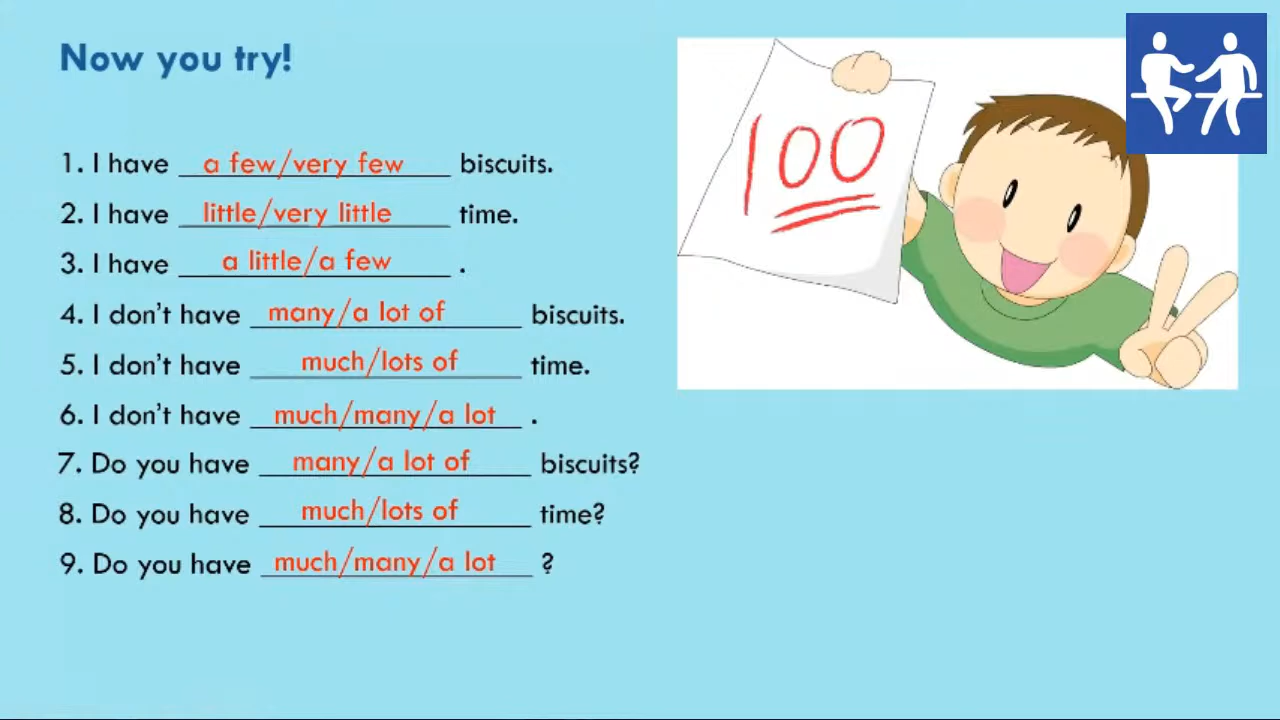 Now you try!
1. I have a few/very few biscuits.
2. I have little/very little time.
3. I have a little/a few .
4. I don't have many/a lot of biscuits.
5. I don't have much/lots of time.
6. I don't have much/many/a lot .
7. Do you have many/a lot of biscuits?
8. Do you have much/lots of time?
9. Do you have much/many/a lot ?
100